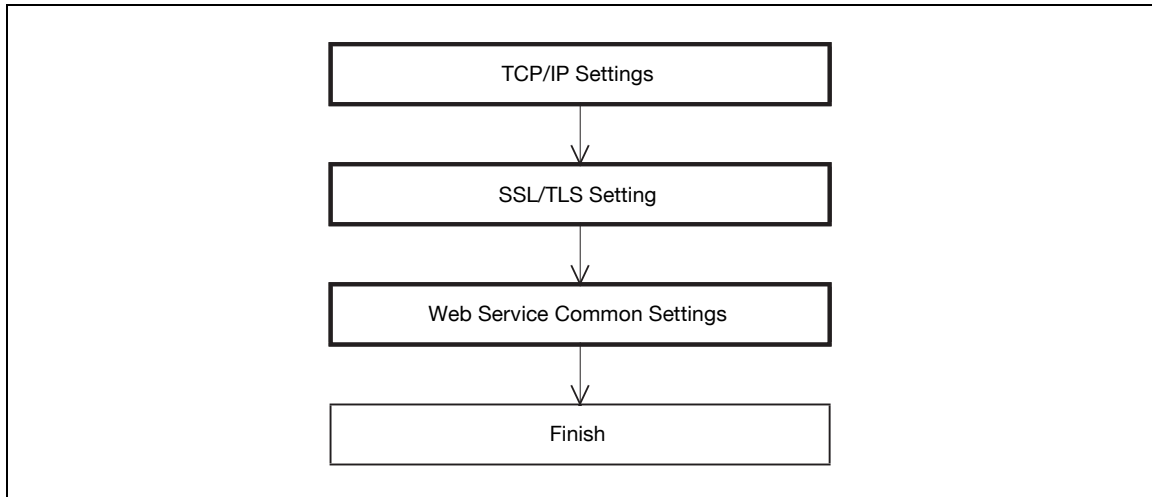 TCP/IP Settings
SSL/TLS Setting
Web Service Common Settings
Finish